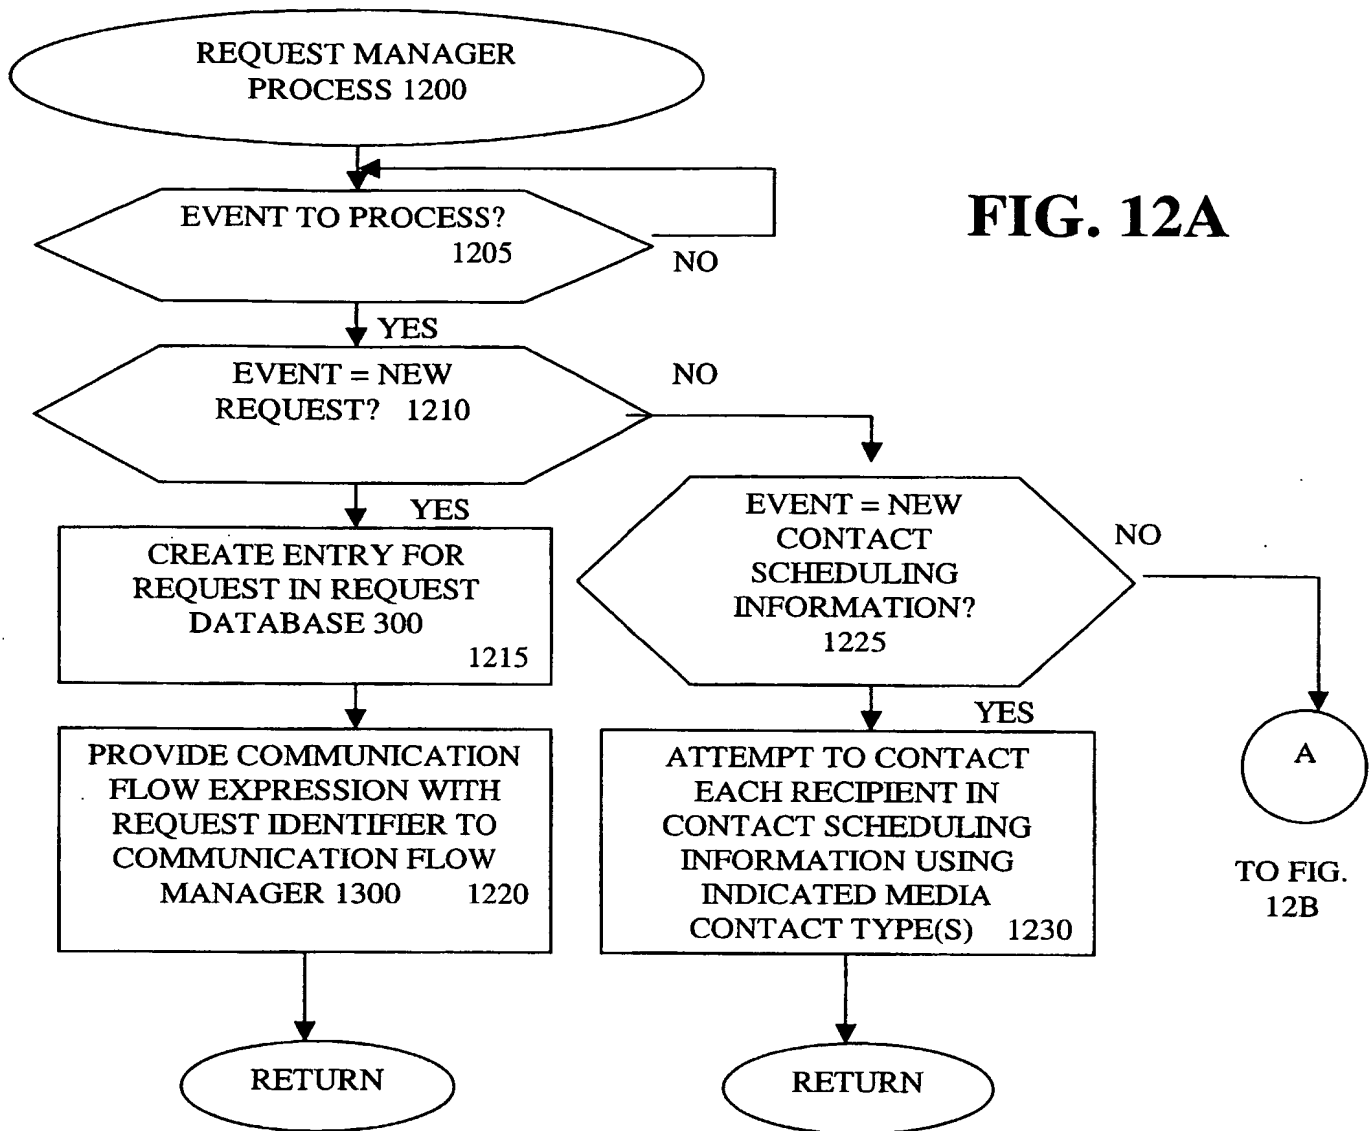 REQUEST MANAGER
PROCESS 1200
FIG. 12A
EVENT TO PROCESS?
1205
NO
YES
EVENT = NEW
REQUEST? 1210
NO
YES
CREATE ENTRY FOR
REQUEST IN REQUEST
DATABASE 300
1215
PROVIDE COMMUNICATION
FLOW EXPRESSION WITH
REQUEST IDENTIFIER TO
COMMUNICATION FLOW
MANAGER 1300 1220
RETURN
EVENT = NEW
CONTACT
SCHEDULING
INFORMATION?
1225
NO
YES
ATTEMPT TO CONTACT
EACH RECIPIENT IN
CONTACT SCHEDULING
INFORMATION USING
INDICATED MEDIA
CONTACT TYPE(S) 1230
RETURN
A
TO FIG.
12B